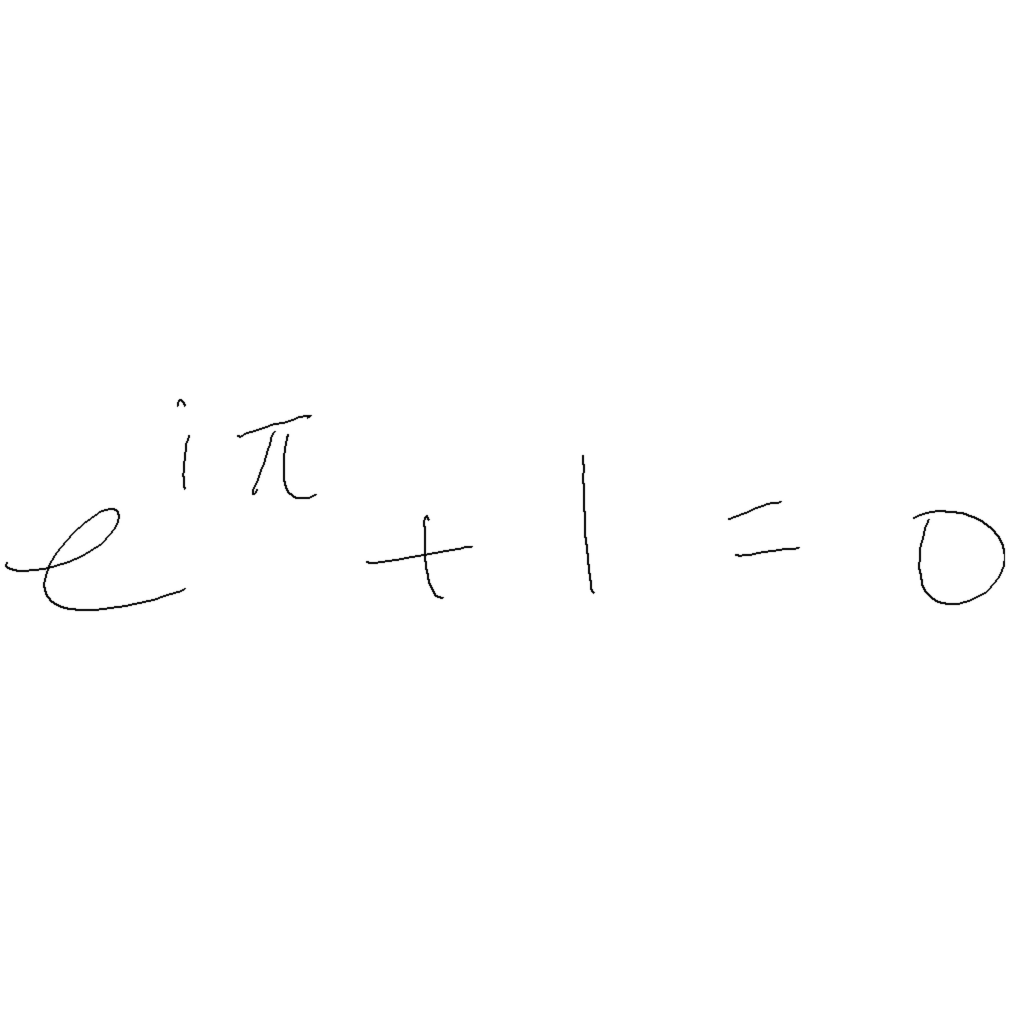 e^{iπ} + 1 = 0